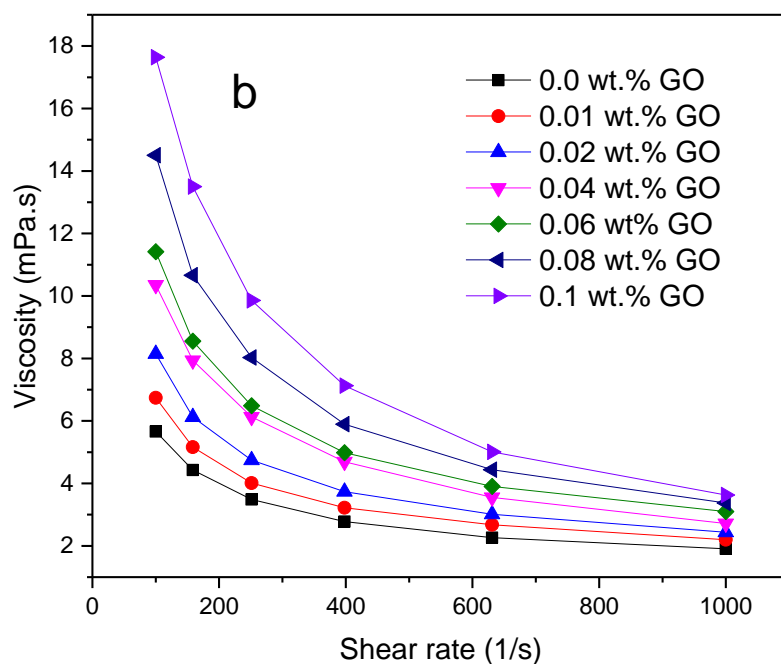 18
16
14
12
10
8
6
4
2
Viscosity (mPa.s)
b
0.0 wt.% GO
0.01 wt.% GO
0.02 wt.% GO
0.04 wt.% GO
0.06 wt% GO
0.08 wt.% GO
0.1 wt.% GO
0 200 400 600 800 1000
Shear rate (1/s)